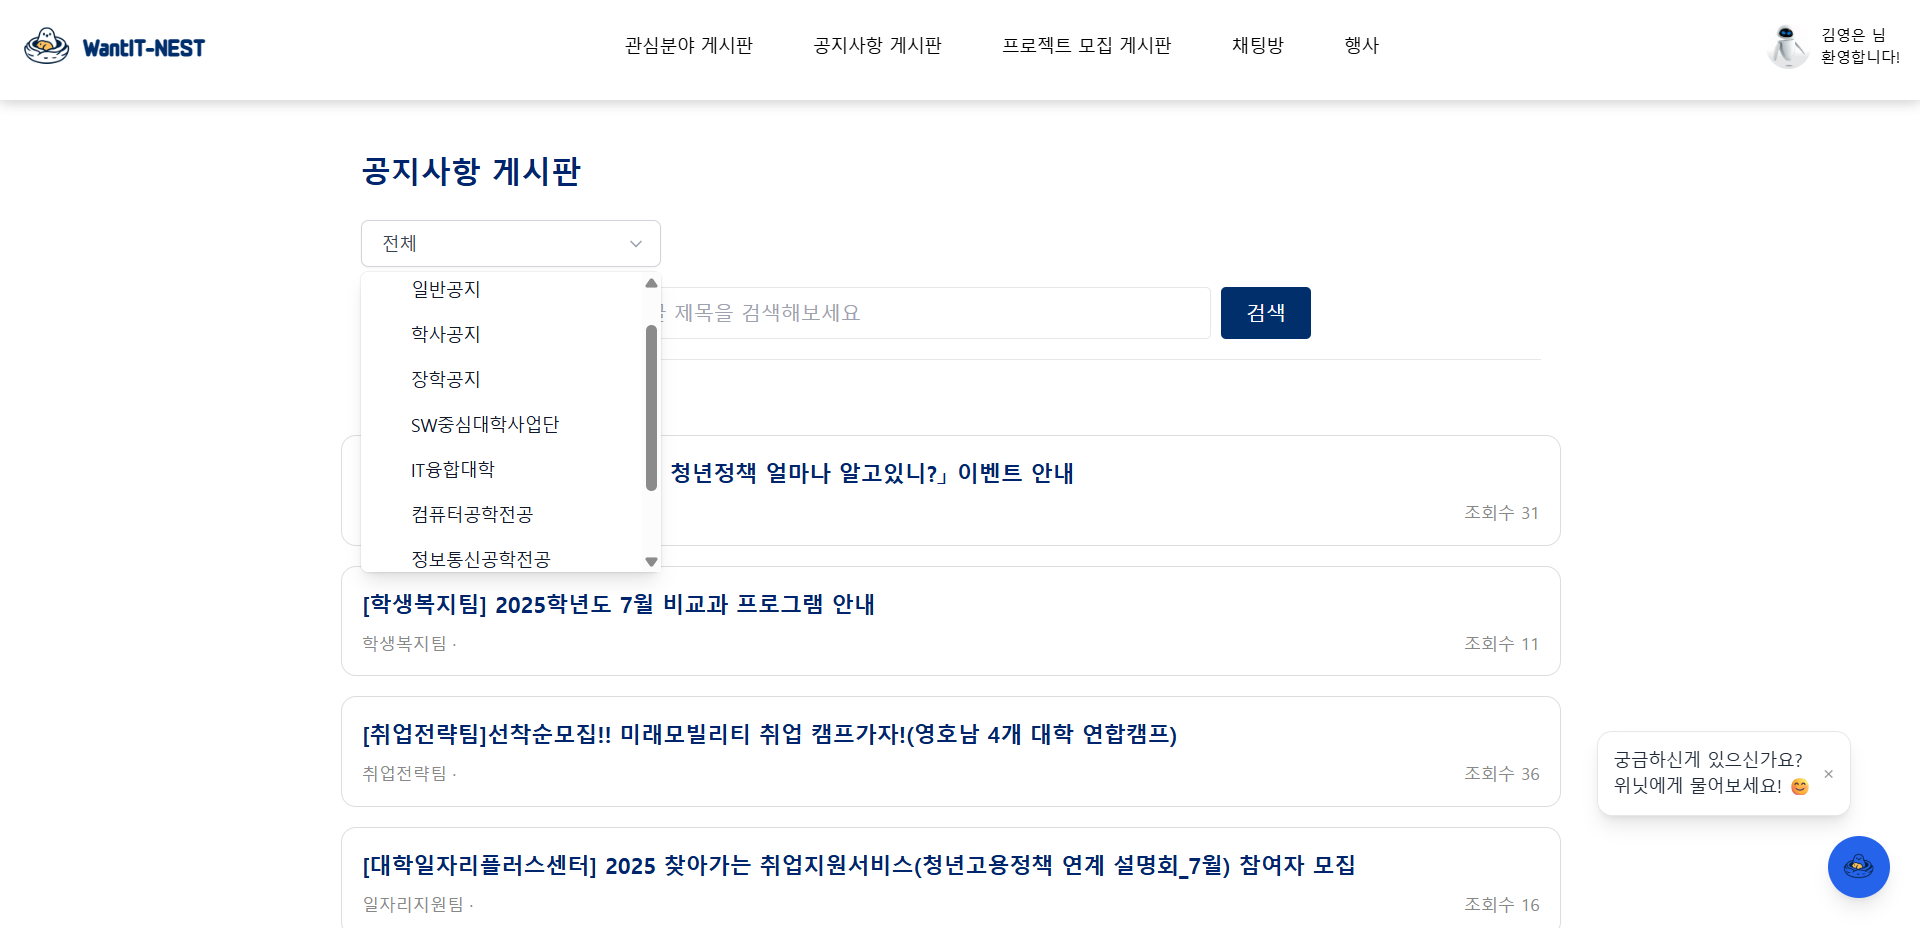 WantIT-NEST
관심분야 게시판
공지사항 게시판
프로젝트 모집 게시판
채팅방
행사
김영은 님
환영합니다!
공지사항 게시판
전체
일반공지
학사공지
장학공지
SW중심대학사업단
IT융합대학
컴퓨터공학전공
정보통신공학전공
제목을 검색해보세요
검색
청년정책 얼마나 알고있니?」 이벤트 안내
조회수 31
[학생복지팀] 2025학년도 7월 비교과 프로그램 안내
학생복지팀 ·
조회수 11
[취업전략팀]선착순모집!! 미래모빌리티 취업 캠프가자!(영호남 4개 대학 연합캠프)
취업전략팀 ·
조회수 36
[대학일자리플러스센터] 2025 찾아가는 취업지원서비스(청년고용정책 연계 설명회_7월) 참여자 모집
일자리지원팀 ·
조회수 16
궁금하신게 있으신가요?
위닛에게 물어보세요! 😊
×